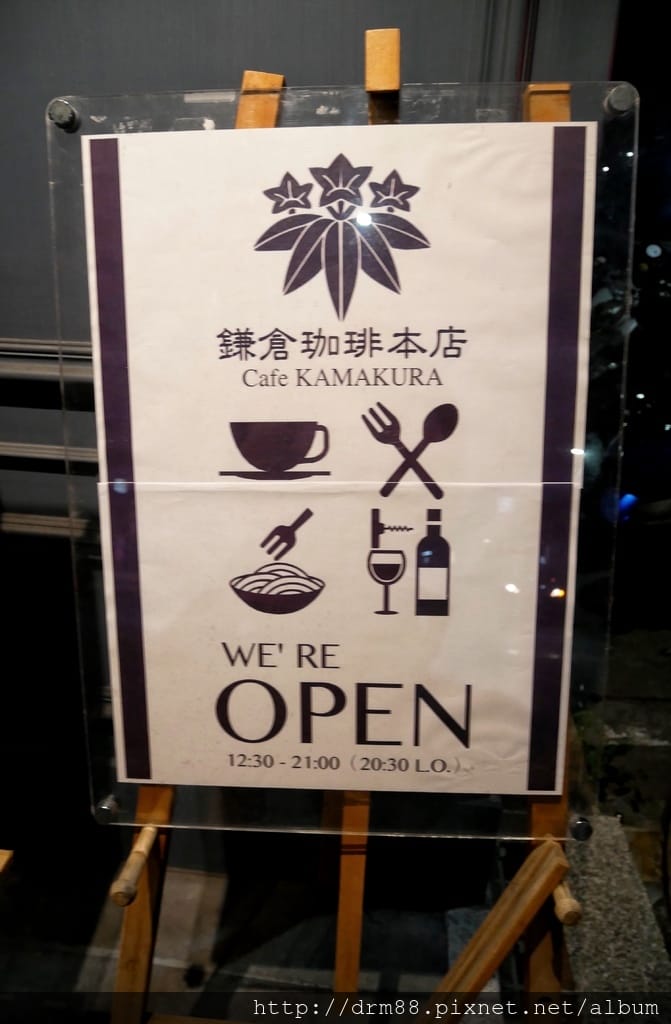 鎌倉珈琲本店
Cafe KAMAKURA
WE' RE
OPEN
12:30 - 21:00 (20:30 L.O.)
http://drm88.pixnet.net/album